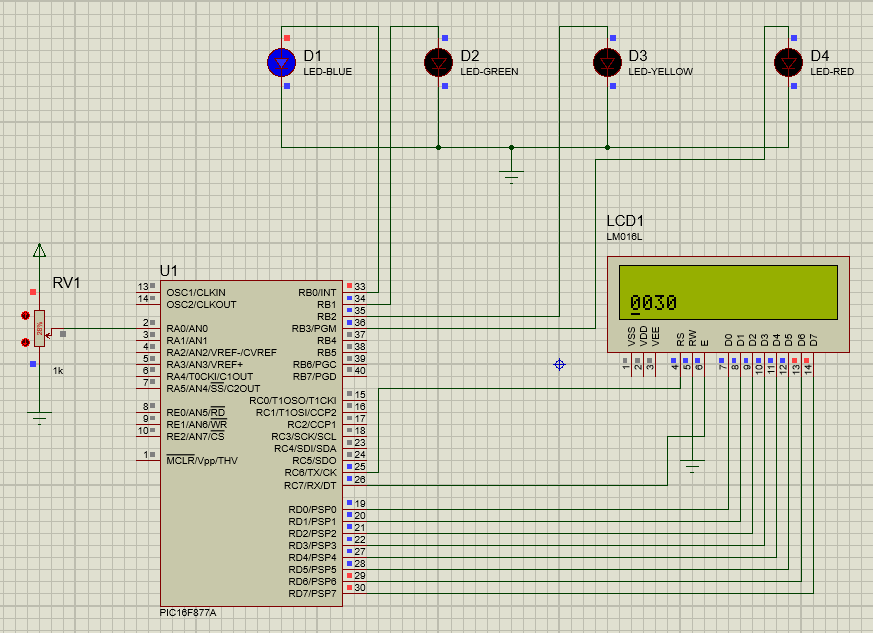 D1
LED-BLUE
D2
LED-GREEN
D3
LED-YELLOW
D4
LED-RED
LCD1
LM016L
0030
VSS VDD VEE RS RW E D0 D1 D2 D3 D4 D5 D6 D7
1 2 3 4 5 6 7 8 9 10 11 12 13 14
RV1
28%
1k
U1
13 OSC1/CLKIN RB0/INT 33
14 OSC2/CLKOUT RB1 34
RB2 35
2 RA0/AN0 RB3/PGM 36
3 RA1/AN1 RB4 37
4 RA2/AN2/VREF-/CVREF RB5 38
5 RA3/AN3/VREF+ RB6/PGC 39
6 RA4/T0CKI/C1OUT RB7/PGD 40
7 RA5/AN4/SS/C2OUT
RC0/T1OSO/T1CKI 15
8 RE0/AN5/RD RC1/T1OSI/CCP2 16
9 RE1/AN6/WR RC2/CCP1 17
10 RE2/AN7/CS RC3/SCK/SCL 18
RC4/SDI/SDA 23
1 MCLR/Vpp/THV RC5/SDO 24
RC6/TX/CK 25
RC7/RX/DT 26
RD0/PSP0 19
RD1/PSP1 20
RD2/PSP2 21
RD3/PSP3 22
RD4/PSP4 27
RD5/PSP5 28
RD6/PSP6 29
RD7/PSP7 30
PIC16F877A